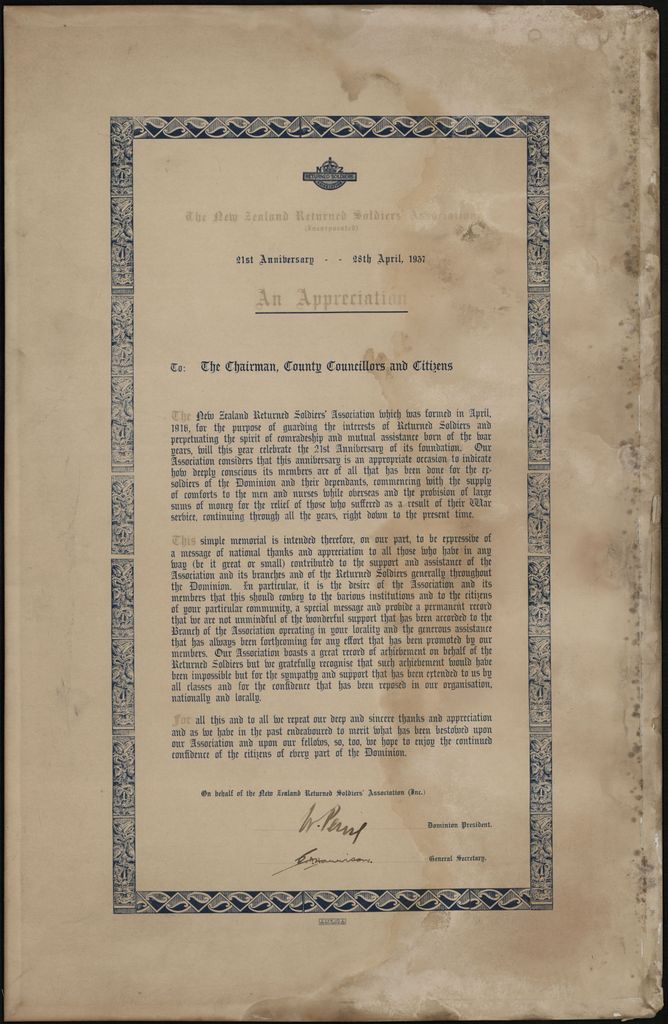 N Z
RETURNED SOLDIERS
ASSOCIATION
The New Zealand Returned Soldiers' Association
(Incorporated)
21st Anniversary - - 28th April, 1937
An Appreciation
To: The Chairman, County Councillors and Citizens
The New Zealand Returned Soldiers' Association which was formed in April,
1916, for the purpose of guarding the interests of Returned Soldiers and
perpetuating the spirit of comradeship and mutual assistance born of the war
years, will this year celebrate the 21st Anniversary of its foundation. Our
Association considers that this anniversary is an appropriate occasion to indicate
how deeply conscious its members are of all that has been done for the ex-
soldiers of the Dominion and their dependants, commencing with the supply
of comforts to the men and nurses while overseas and the provision of large
sums of money for the relief of those who suffered as a result of their War
service, continuing through all the years, right down to the present time.
This simple memorial is intended therefore, on our part, to be expressive of
a message of national thanks and appreciation to all those who have in any
way (be it great or small) contributed to the support and assistance of the
Association and its branches and of the Returned Soldiers generally throughout
the Dominion. In particular, it is the desire of the Association and its
members that this should convey to the various institutions and to the citizens
of your particular community, a special message and provide a permanent record
that we are not unmindful of the wonderful support that has been accorded to the
Branch of the Association operating in your locality and the generous assistance
that has always been forthcoming for any effort that has been promoted by our
members. Our Association boasts a great record of achievement on behalf of the
Returned Soldiers but we gratefully recognise that such achievement would have
been impossible but for the sympathy and support that has been extended to us by
all classes and for the confidence that has been reposed in our organisation,
nationally and locally.
For all this and to all we repeat our deep and sincere thanks and appreciation
and as we have in the past endeavoured to merit what has been bestowed upon
our Association and upon our fellows, so, too, we hope to enjoy the continued
confidence of the citizens of every part of the Dominion.
On behalf of the New Zealand Returned Soldiers' Association (Inc.)
W. Perry Dominion President.
General Secretary.